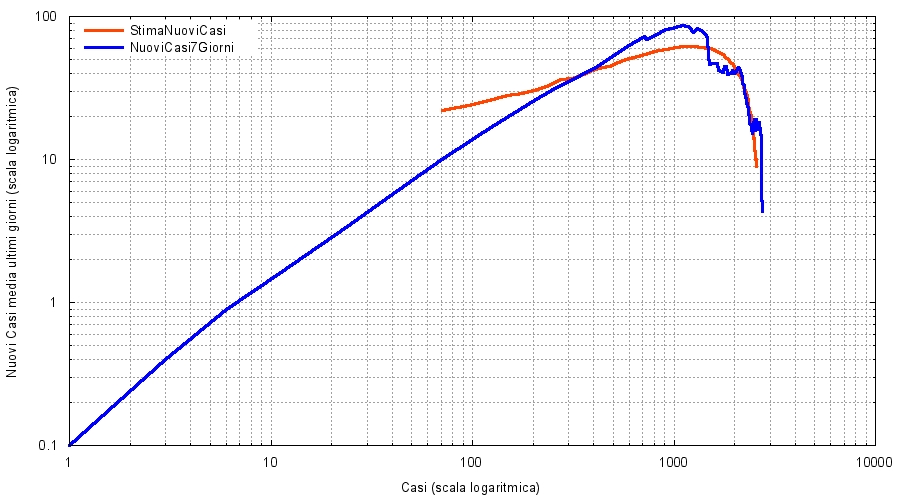 100
StimaNuoviCasi
NuoviCasi7Giorni
10
1
0.1
Nuovi Casi media ultimi giorni (scala logaritmica)
1 10 100 1000 10000
Casi (scala logaritmica)